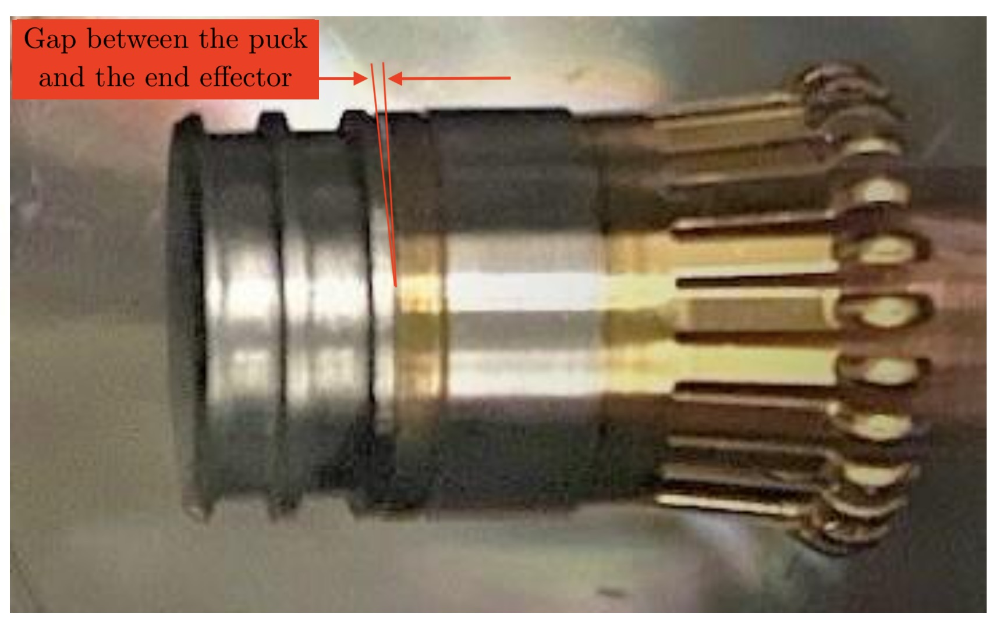 Gap between the puck
and the end effector